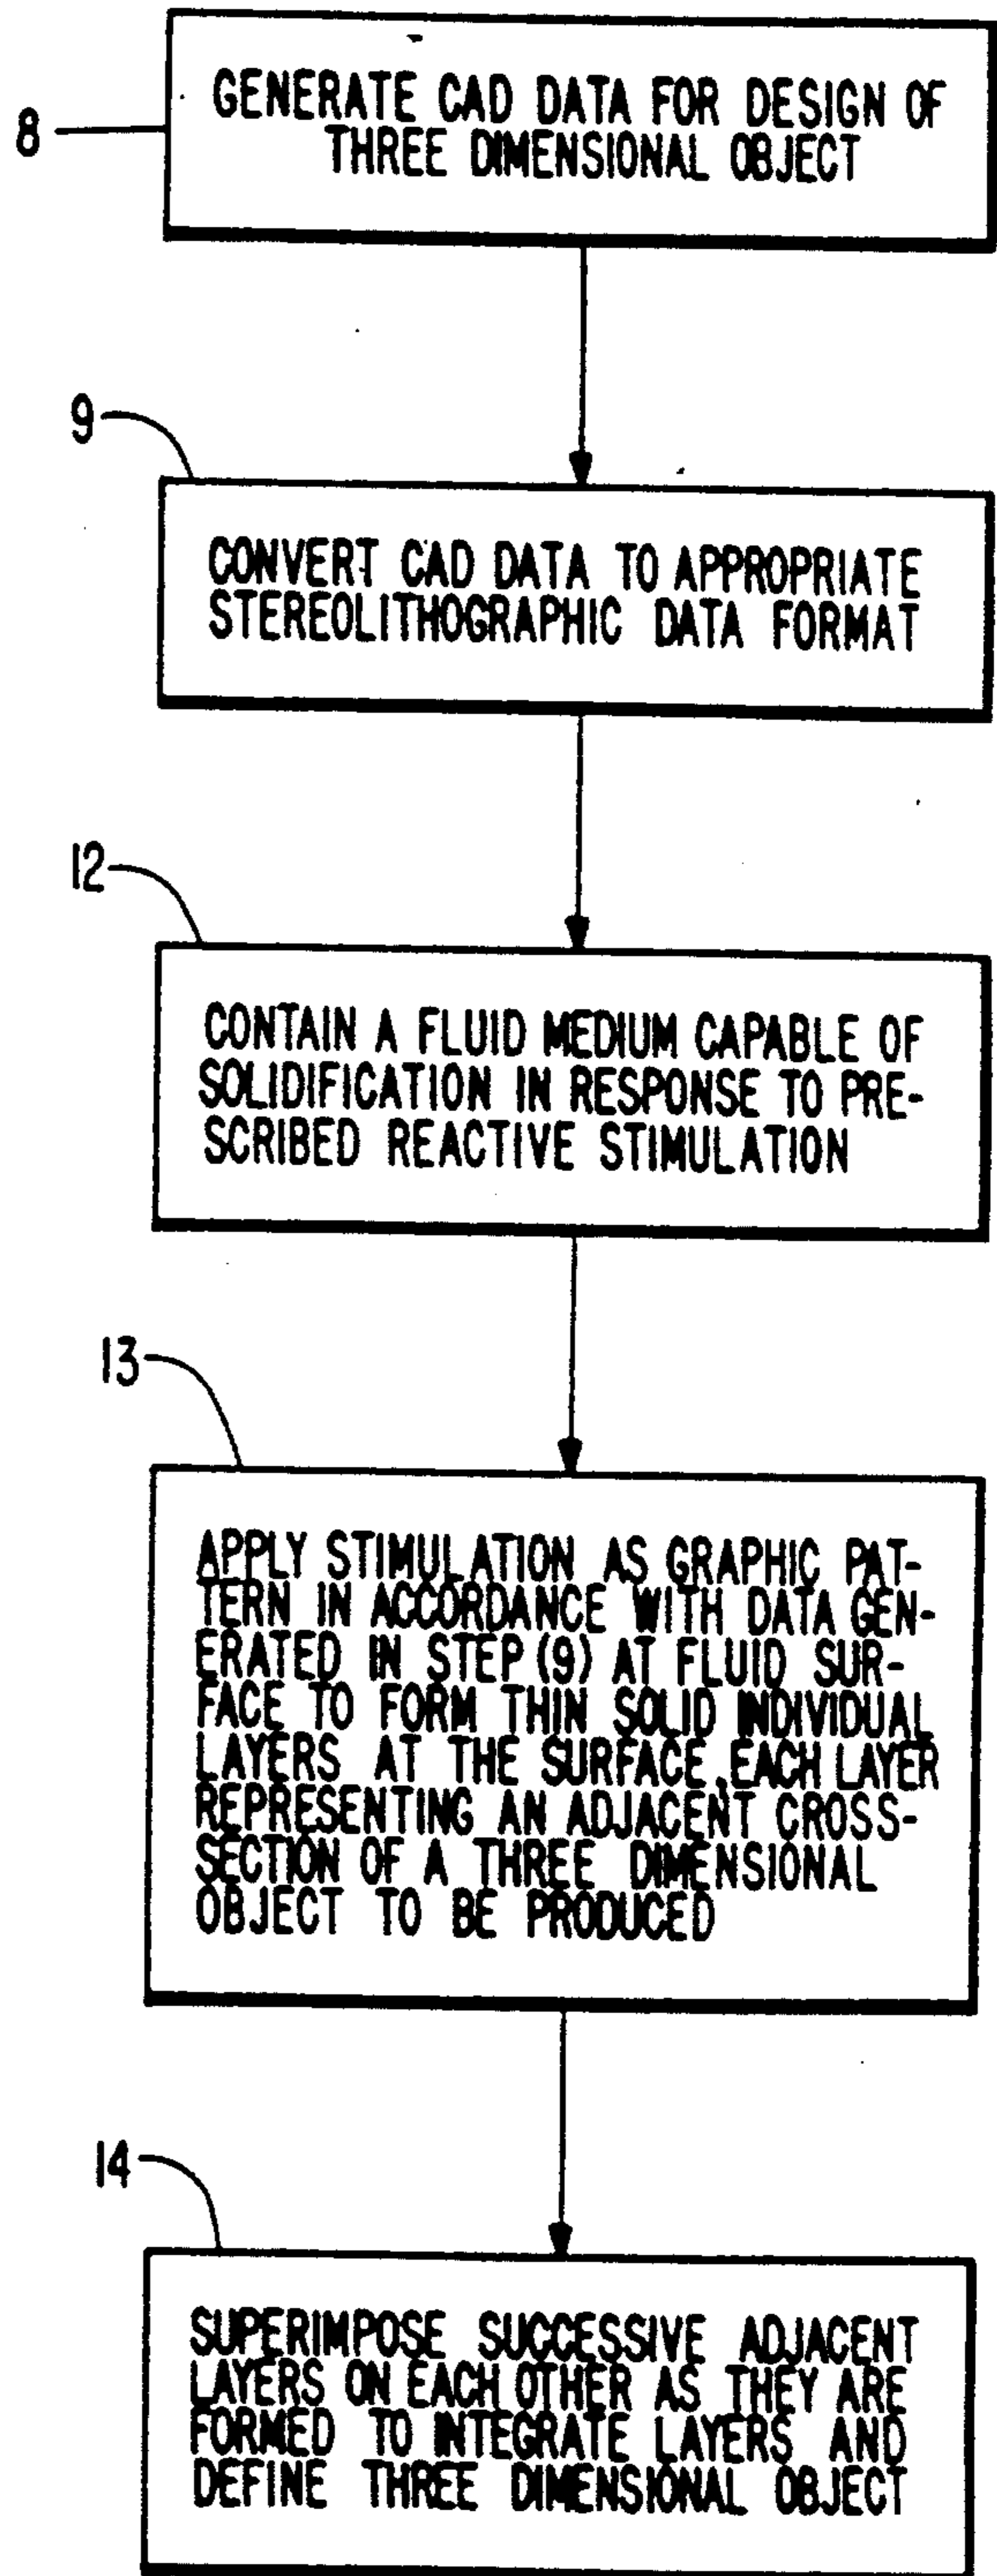 8
GENERATE CAD DATA FOR DESIGN OF
THREE DIMENSIONAL OBJECT
9
CONVERT CAD DATA TO APPROPRIATE
STEREOLITHOGRAPHIC DATA FORMAT
12
CONTAIN A FLUID MEDIUM CAPABLE OF
SOLIDIFICATION IN RESPONSE TO PRE-
SCRIBED REACTIVE STIMULATION
13
APPLY STIMULATION AS GRAPHIC PAT-
TERN IN ACCORDANCE WITH DATA GEN-
ERATED IN STEP (9) AT FLUID SUR-
FACE TO FORM THIN SOLID INDIVIDUAL
LAYERS AT THE SURFACE, EACH LAYER
REPRESENTING AN ADJACENT CROSS-
SECTION OF A THREE DIMENSIONAL
OBJECT TO BE PRODUCED
14
SUPERIMPOSE SUCCESSIVE ADJACENT
LAYERS ON EACH OTHER AS THEY ARE
FORMED TO INTEGRATE LAYERS AND
DEFINE THREE DIMENSIONAL OBJECT